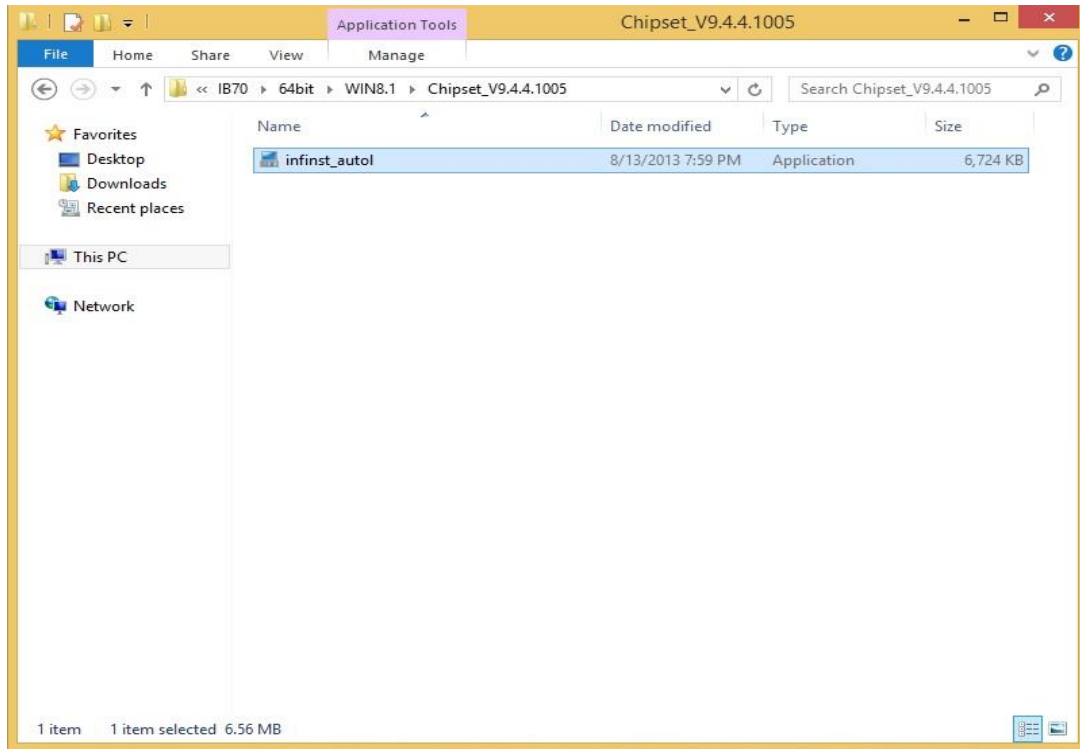 Application Tools
Chipset_V9.4.4.1005
File Home Share View Manage
« IB70 ▸ 64bit ▸ WIN8.1 ▸ Chipset_V9.4.4.1005
Search Chipset_V9.4.4.1005
Favorites
Desktop
Downloads
Recent places
This PC
Network
Name Date modified Type Size
infinst_autol 8/13/2013 7:59 PM Application 6,724 KB
1 item 1 item selected 6.56 MB